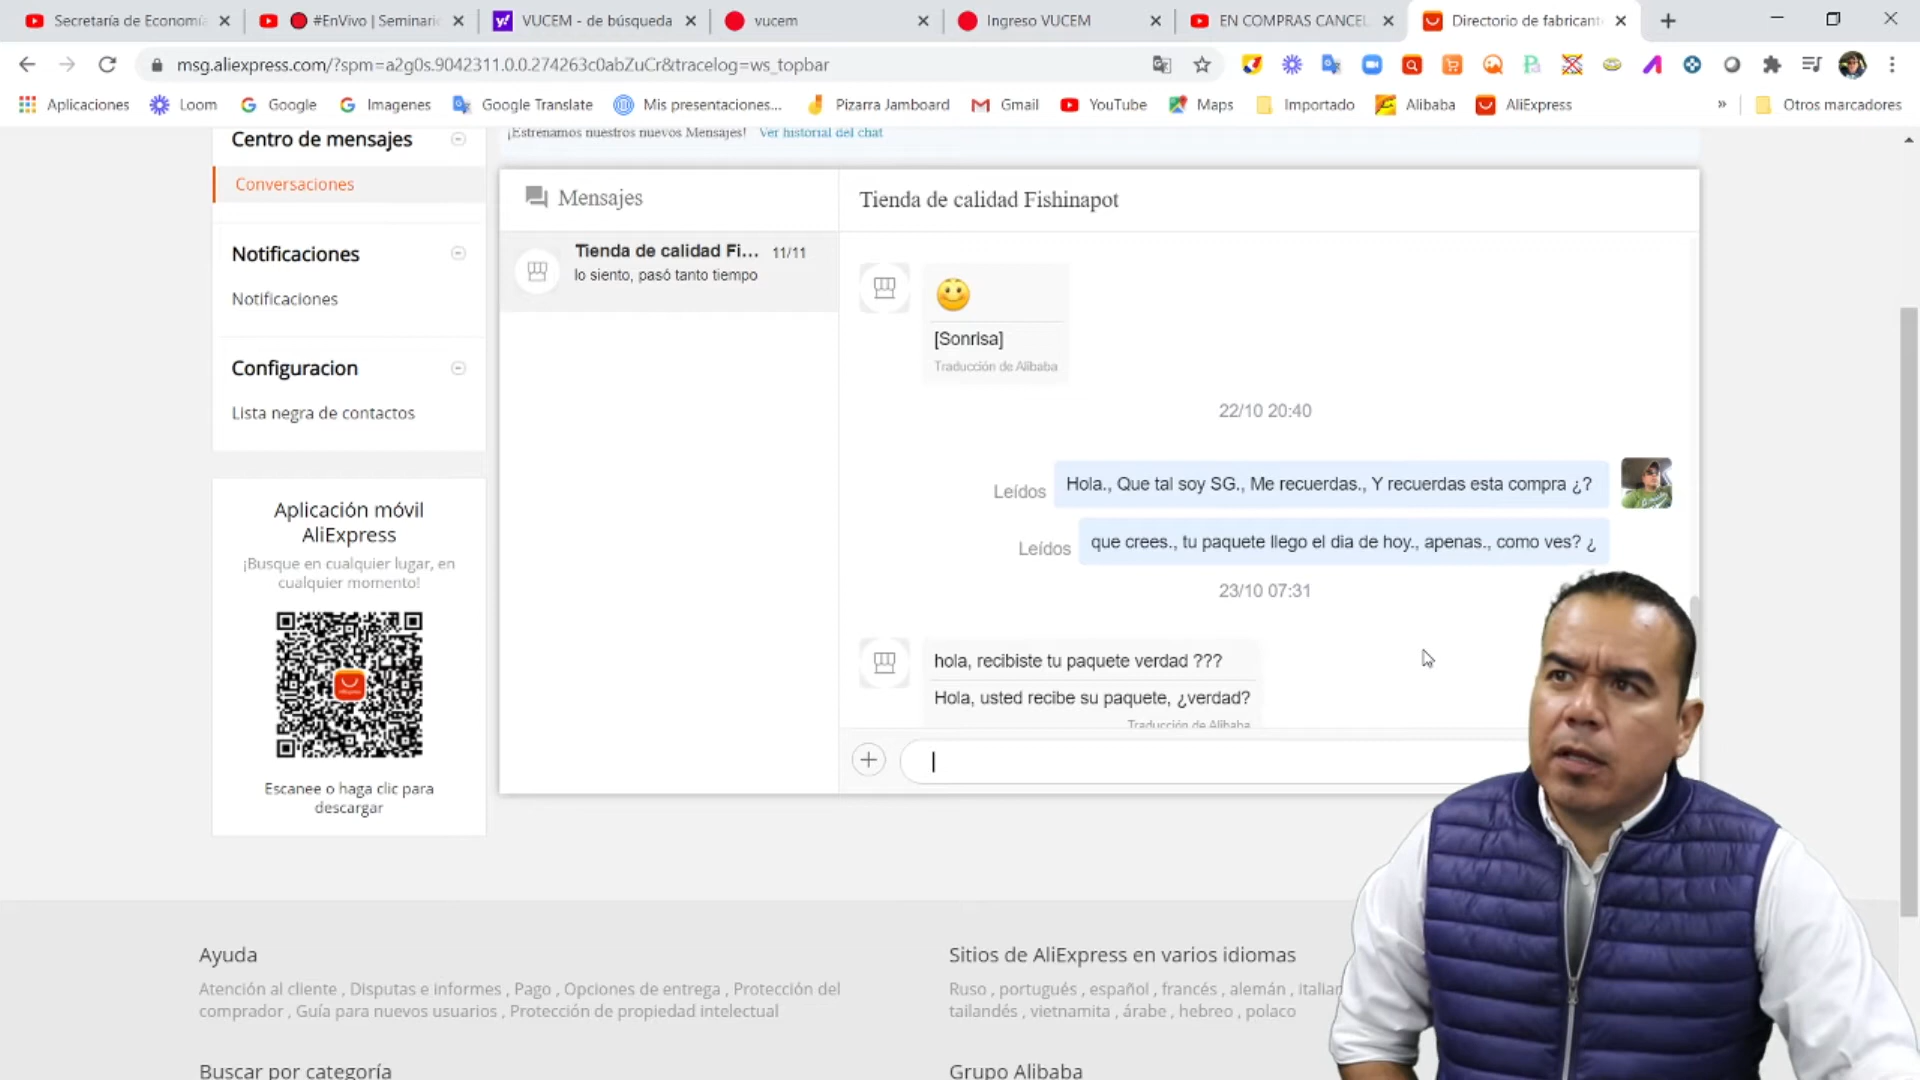 Secretaría de Economía
#EnVivo | Seminario
VUCEM - de búsqueda
vucem
Ingreso VUCEM
EN COMPRAS CANCEL
Directorio de fabricant
msg.aliexpress.com/?spm=a2g0s.9042311.0.0.274263c0abZuCr&tracelog=ws_topbar
Aplicaciones
Loom
Google
Imagenes
Google Translate
Mis presentaciones...
Pizarra Jamboard
Gmail
YouTube
Maps
Importado
Alibaba
AliExpress
»
Otros marcadores
Centro de mensajes
Conversaciones
Notificaciones
Notificaciones
Configuracion
Lista negra de contactos
Aplicación móvil
AliExpress
¡Busque en cualquier lugar, en
cualquier momento!
Escanee o haga clic para
descargar
¡Estrenamos nuestros nuevos Mensajes! Ver historial del chat
Mensajes
Tienda de calidad Fi... 11/11
lo siento, pasó tanto tiempo
Tienda de calidad Fishinapot
[Sonrisa]
Traducción de Alibaba
22/10 20:40
Leídos Hola., Que tal soy SG., Me recuerdas., Y recuerdas esta compra ¿?
Leídos que crees., tu paquete llego el dia de hoy., apenas., como ves? ¿
23/10 07:31
hola, recibiste tu paquete verdad ???
Hola, usted recibe su paquete, ¿verdad?
Traducción de Alibaba
Ayuda
Atención al cliente , Disputas e informes , Pago , Opciones de entrega , Protección del
comprador , Guía para nuevos usuarios , Protección de propiedad intelectual
Buscar por categoría
Sitios de AliExpress en varios idiomas
Ruso , portugués , español , francés , alemán , italian
tailandés , vietnamita , árabe , hebreo , polaco
Grupo Alibaba